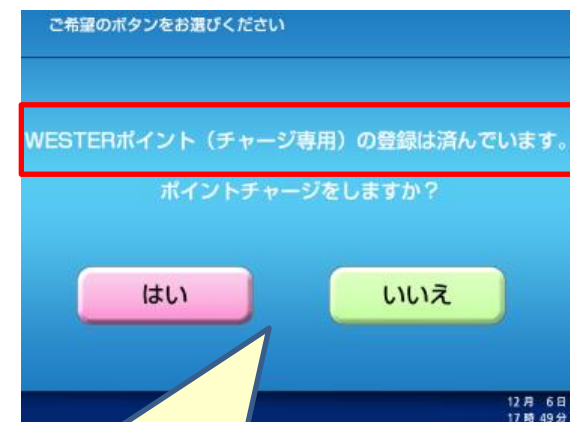 ご希望のボタンをお選びください
WESTERポイント（チャージ専用）の登録は済んでいます。
ポイントチャージをしますか？
はい
いいえ
12月 6日
17時49分